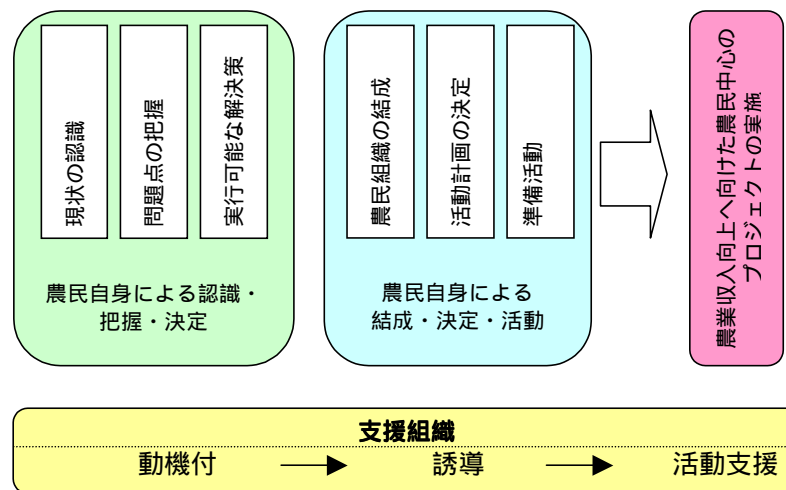 現状の認識
問題点の把握
実行可能な解決策
農民自身による認識・
把握・決定
農民組織の結成
活動計画の決定
準備活動
農民自身による
結成・決定・活動
農業収入向上へ向けた農民中心の
プロジェクトの実施
支援組織
動機付
誘導
活動支援